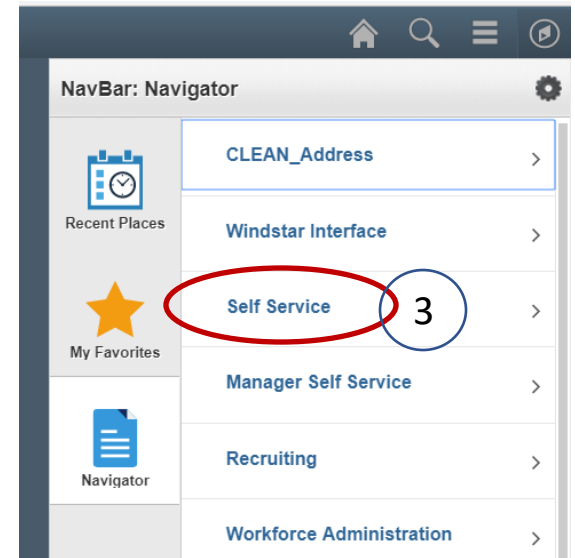 NavBar: Navigator
CLEAN_Address
Recent Places
Windstar Interface
Self Service
3
My Favorites
Manager Self Service
Recruiting
Navigator
Workforce Administration